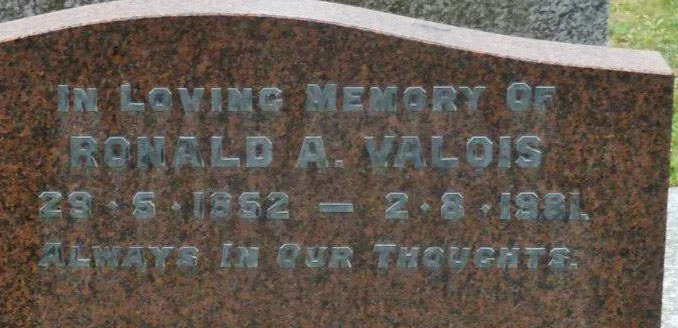 IN LOVING MEMORY OF
RONALD A. VALOIS
29·5·1952 — 2·8·1981.
ALWAYS IN OUR THOUGHTS.